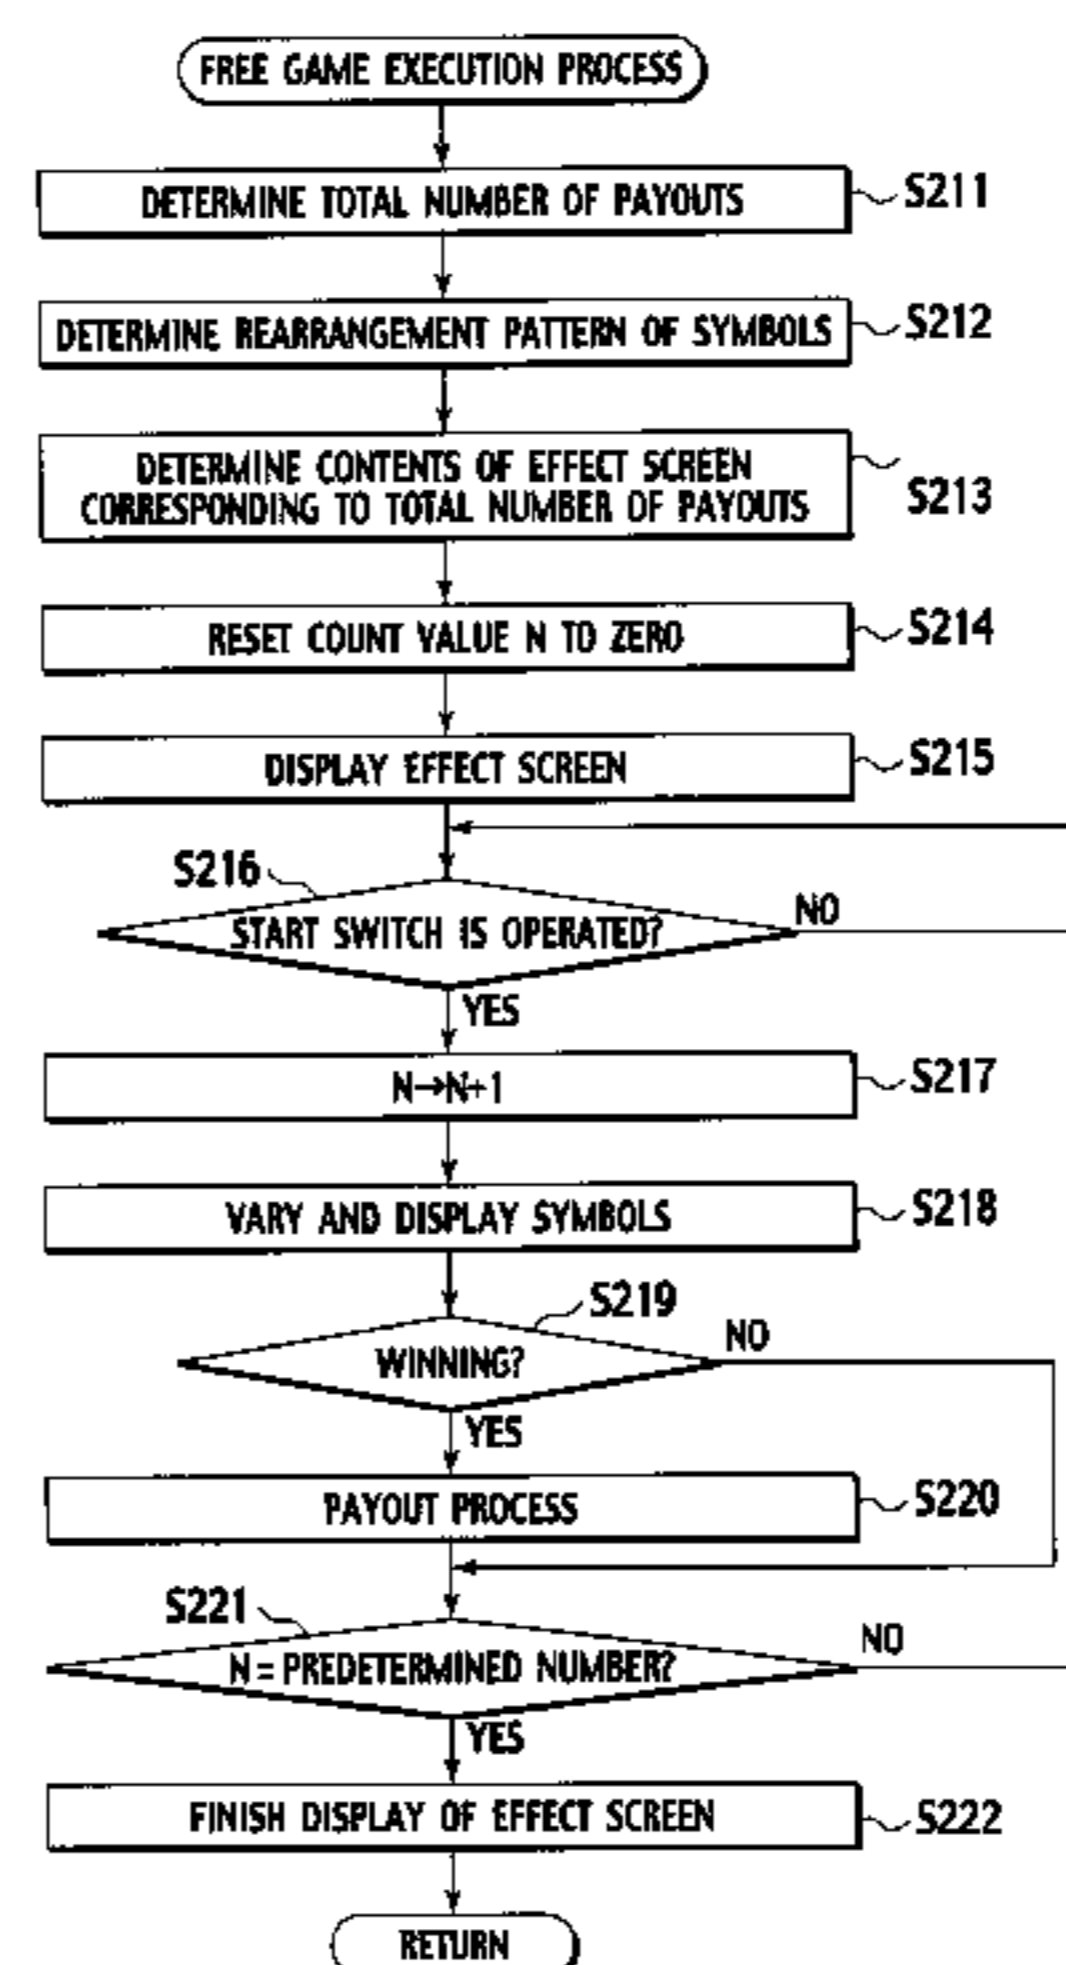 FREE GAME EXECUTION PROCESS
DETERMINE TOTAL NUMBER OF PAYOUTS
S211
DETERMINE REARRANGEMENT PATTERN OF SYMBOLS
S212
DETERMINE CONTENTS OF EFFECT SCREEN
CORRESPONDING TO TOTAL NUMBER OF PAYOUTS
S213
RESET COUNT VALUE N TO ZERO
S214
DISPLAY EFFECT SCREEN
S215
S216
START SWITCH IS OPERATED?
NO
YES
N→N+1
S217
VARY AND DISPLAY SYMBOLS
S218
S219
WINNING?
NO
YES
PAYOUT PROCESS
S220
S221
N=PREDETERMINED NUMBER?
NO
YES
FINISH DISPLAY OF EFFECT SCREEN
S222
RETURN